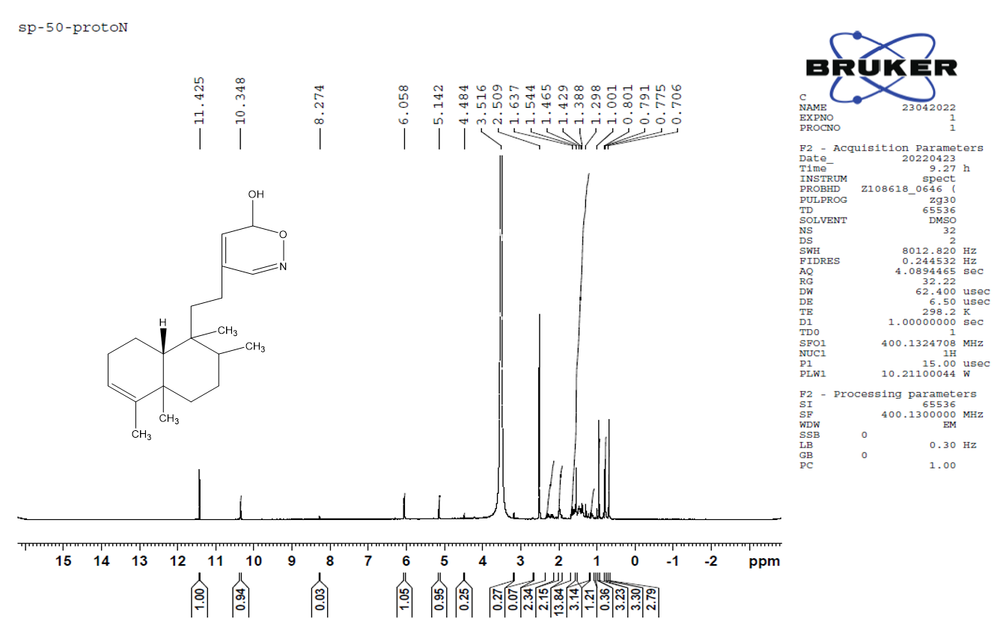 sp-50-protoN
11.425
10.348
8.274
6.058
5.142
4.484
3.516
2.509
1.637
1.544
1.465
1.429
1.388
1.298
1.001
0.801
0.791
0.775
0.706
BRUKER
C
NAME 23042022
EXPNO 1
PROCNO 1
F2 - Acquisition Parameters
Date_ 20220423
Time 9.27 h
INSTRUM spect
PROBHD Z108618_0646 (
PULPROG zg30
TD 65536
SOLVENT DMSO
NS 32
DS 2
SWH 8012.820 Hz
FIDRES 0.244532 Hz
AQ 4.0894465 sec
RG 32.22
DW 62.400 usec
DE 6.50 usec
TE 298.2 K
D1 1.00000000 sec
TD0 1
SFO1 400.1324708 MHz
NUC1 1H
P1 15.00 usec
PLW1 10.21100044 W
F2 - Processing parameters
SI 65536
SF 400.1300000 MHz
WDW EM
SSB 0
LB 0.30 Hz
GB 0
PC 1.00
OH
O
N
H
CH3
CH3
CH3
CH3
15 14 13 12 11 10 9 8 7 6 5 4 3 2 1 0 -1 -2 ppm
1.00
0.94
0.03
1.05
0.95
0.25
0.27
0.07
2.34
2.15
13.84
3.14
1.21
0.36
3.23
3.30
2.79